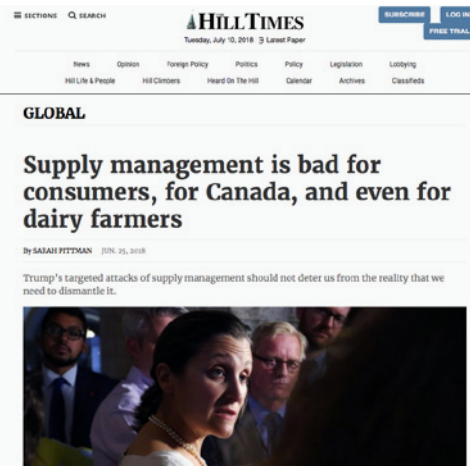 SECTIONS SEARCH HILL TIMES SUBSCRIBE LOG IN
Tuesday, July 10, 2018 Latest Paper FREE TRIAL
News Opinion Foreign Policy Politics Policy Legislation Lobbying
Hill Life & People Hill Climbers Heard On The Hill Calendar Archives Classifieds
GLOBAL
Supply management is bad for
consumers, for Canada, and even for
dairy farmers
By SARAH PITTMAN JUN. 25, 2018
Trump's targeted attacks of supply management should not deter us from the reality that we
need to dismantle it.